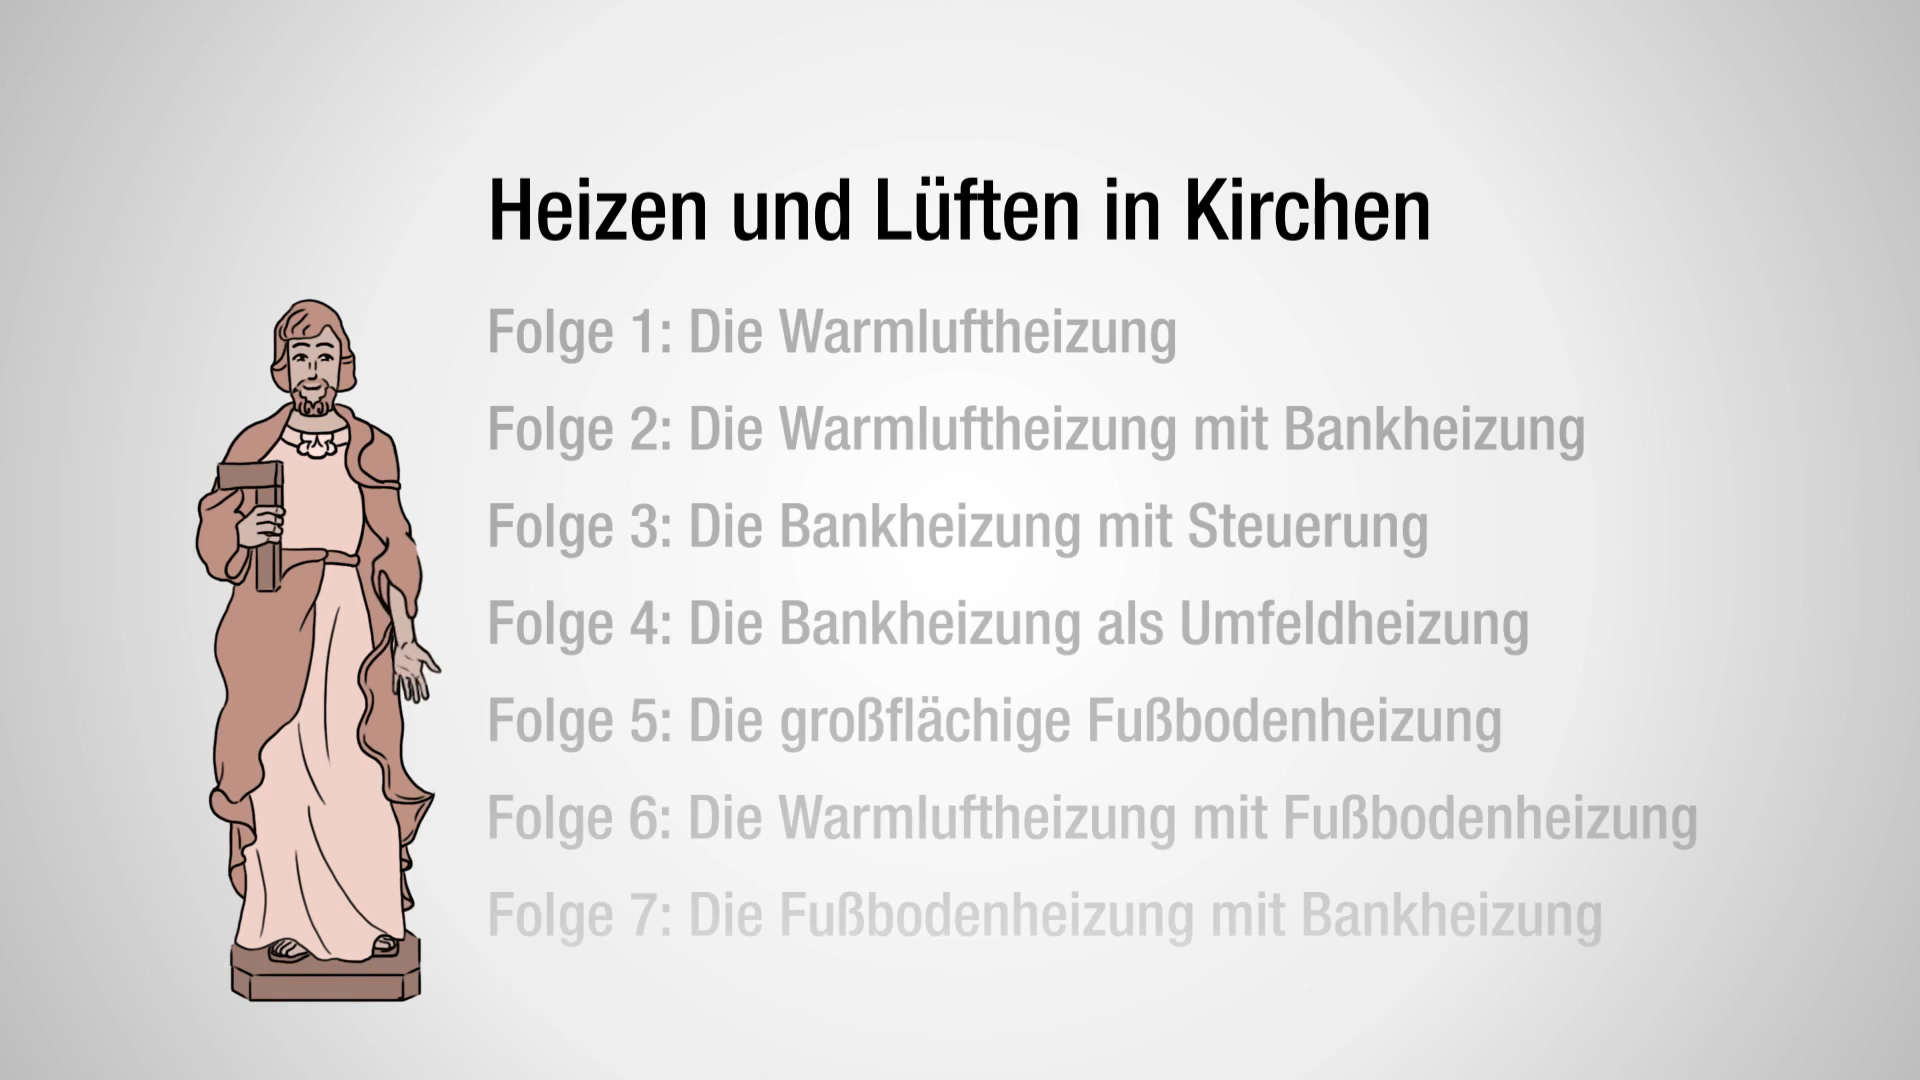 Heizen und Lüften in Kirchen
Folge 1: Die Warmluftheizung
Folge 2: Die Warmluftheizung mit Bankheizung
Folge 3: Die Bankheizung mit Steuerung
Folge 4: Die Bankheizung als Umfeldheizung
Folge 5: Die großflächige Fußbodenheizung
Folge 6: Die Warmluftheizung mit Fußbodenheizung
Folge 7: Die Fußbodenheizung mit Bankheizung